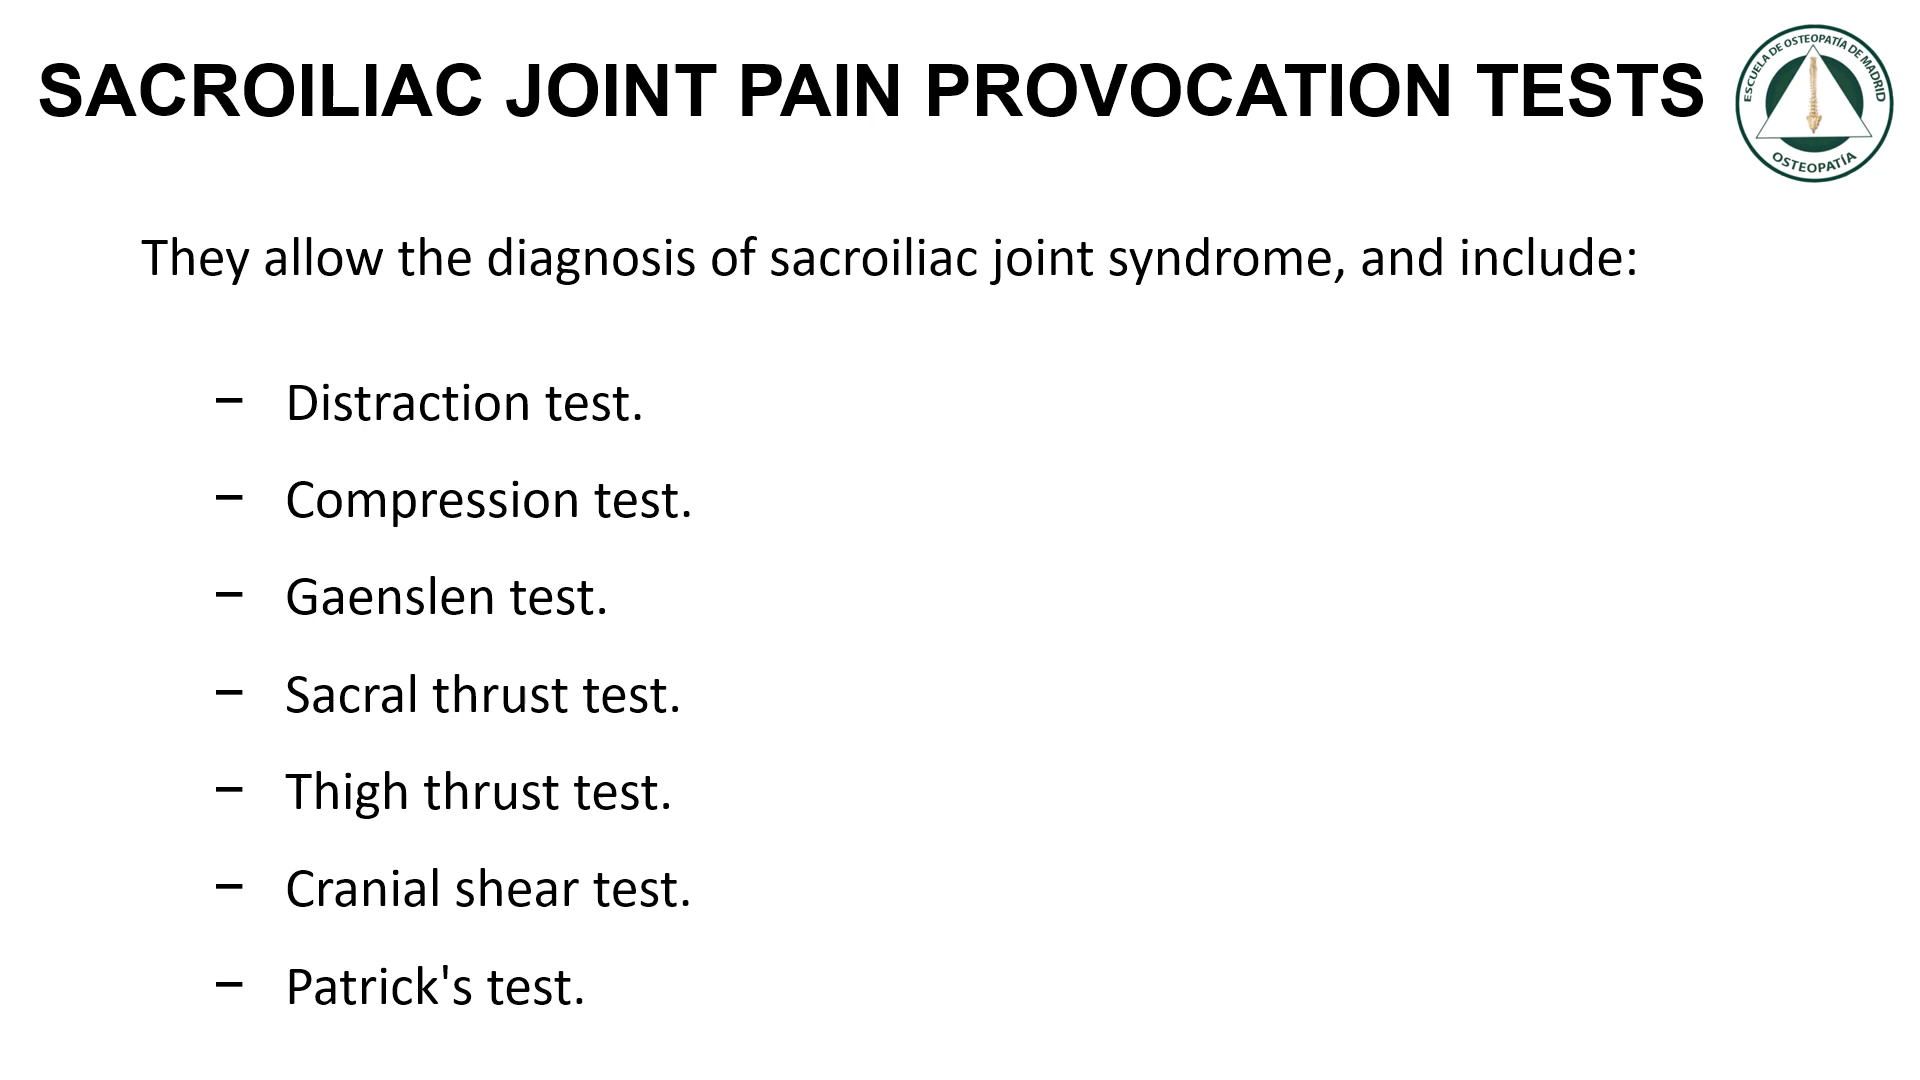 SACROILIAC JOINT PAIN PROVOCATION TESTS
ESCUELA DE OSTEOPATÍA DE MADRID
OSTEOPATÍA
They allow the diagnosis of sacroiliac joint syndrome, and include:
– Distraction test.
– Compression test.
– Gaenslen test.
– Sacral thrust test.
– Thigh thrust test.
– Cranial shear test.
– Patrick's test.